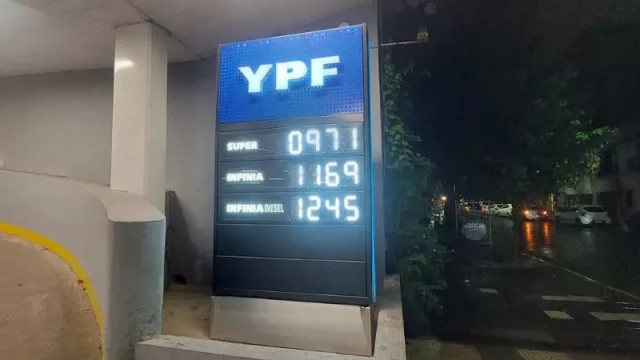 YPF
SUPER 0971
INFINIA 1169
INFINIA DIESEL 1245